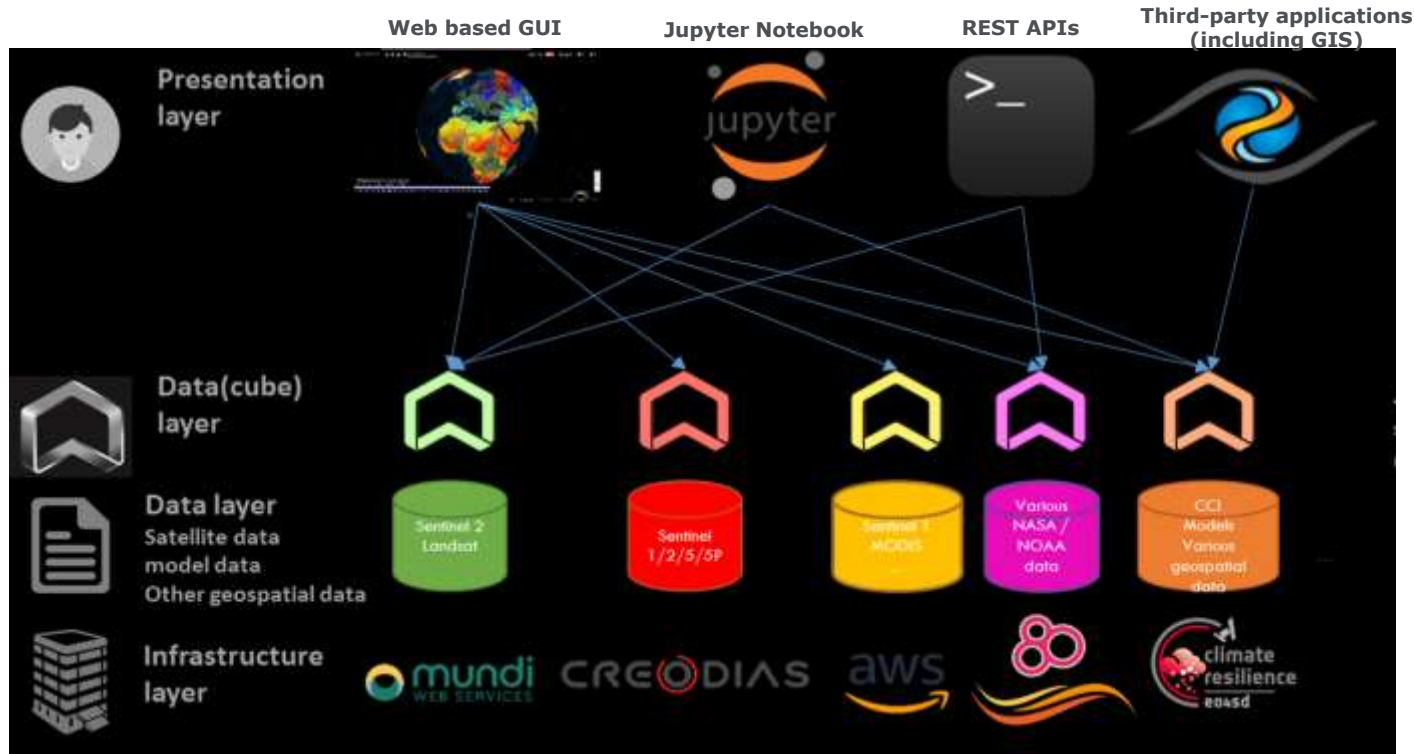 Web based GUI
Jupyter Notebook
REST APIs
Third-party applications
(including GIS)
Presentation
layer
jupyter
>_
Data(cube)
layer
Data layer
Satellite data
model data
Other geospatial data
Sentinel 2
Landsat
Sentinel
1/2/5/5P
Sentinel 1
MODIS
Various
NASA /
NOAA
data
CCI
Models
Various
geospatial
data
Infrastructure
layer
mundi
WEB SERVICES
CREODIAS
aws
climate
resilience
eo4sd